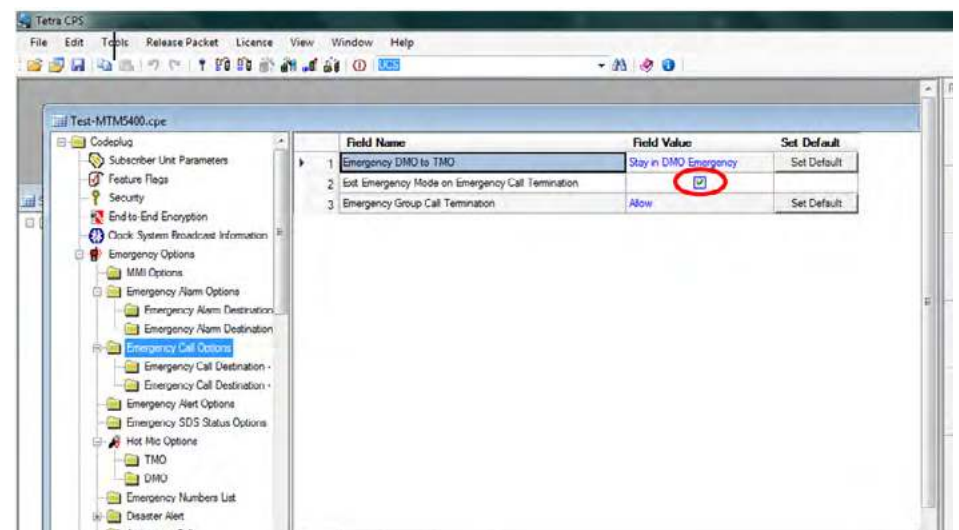 Tetra CPS
File Edit Tools Release Packet Licence View Window Help
UCS
Test-MTM5400.cpe
Codeplug
Subscriber Unit Parameters
Feature Flags
Security
End-to-End Encryption
Clock System Broadcast Information
Emergency Options
MMI Options
Emergency Alarm Options
Emergency Alarm Destination
Emergency Alarm Destination
Emergency Call Options
Emergency Call Destination -
Emergency Call Destination -
Emergency Alert Options
Emergency SDS Status Options
Hot Mic Options
TMO
DMO
Emergency Numbers List
Disaster Alert
Field Name Field Value Set Default
1 Emergency DMO to TMO Stay in DMO Emergency Set Default
2 Exit Emergency Mode on Emergency Call Termination
3 Emergency Group Call Termination Allow Set Default